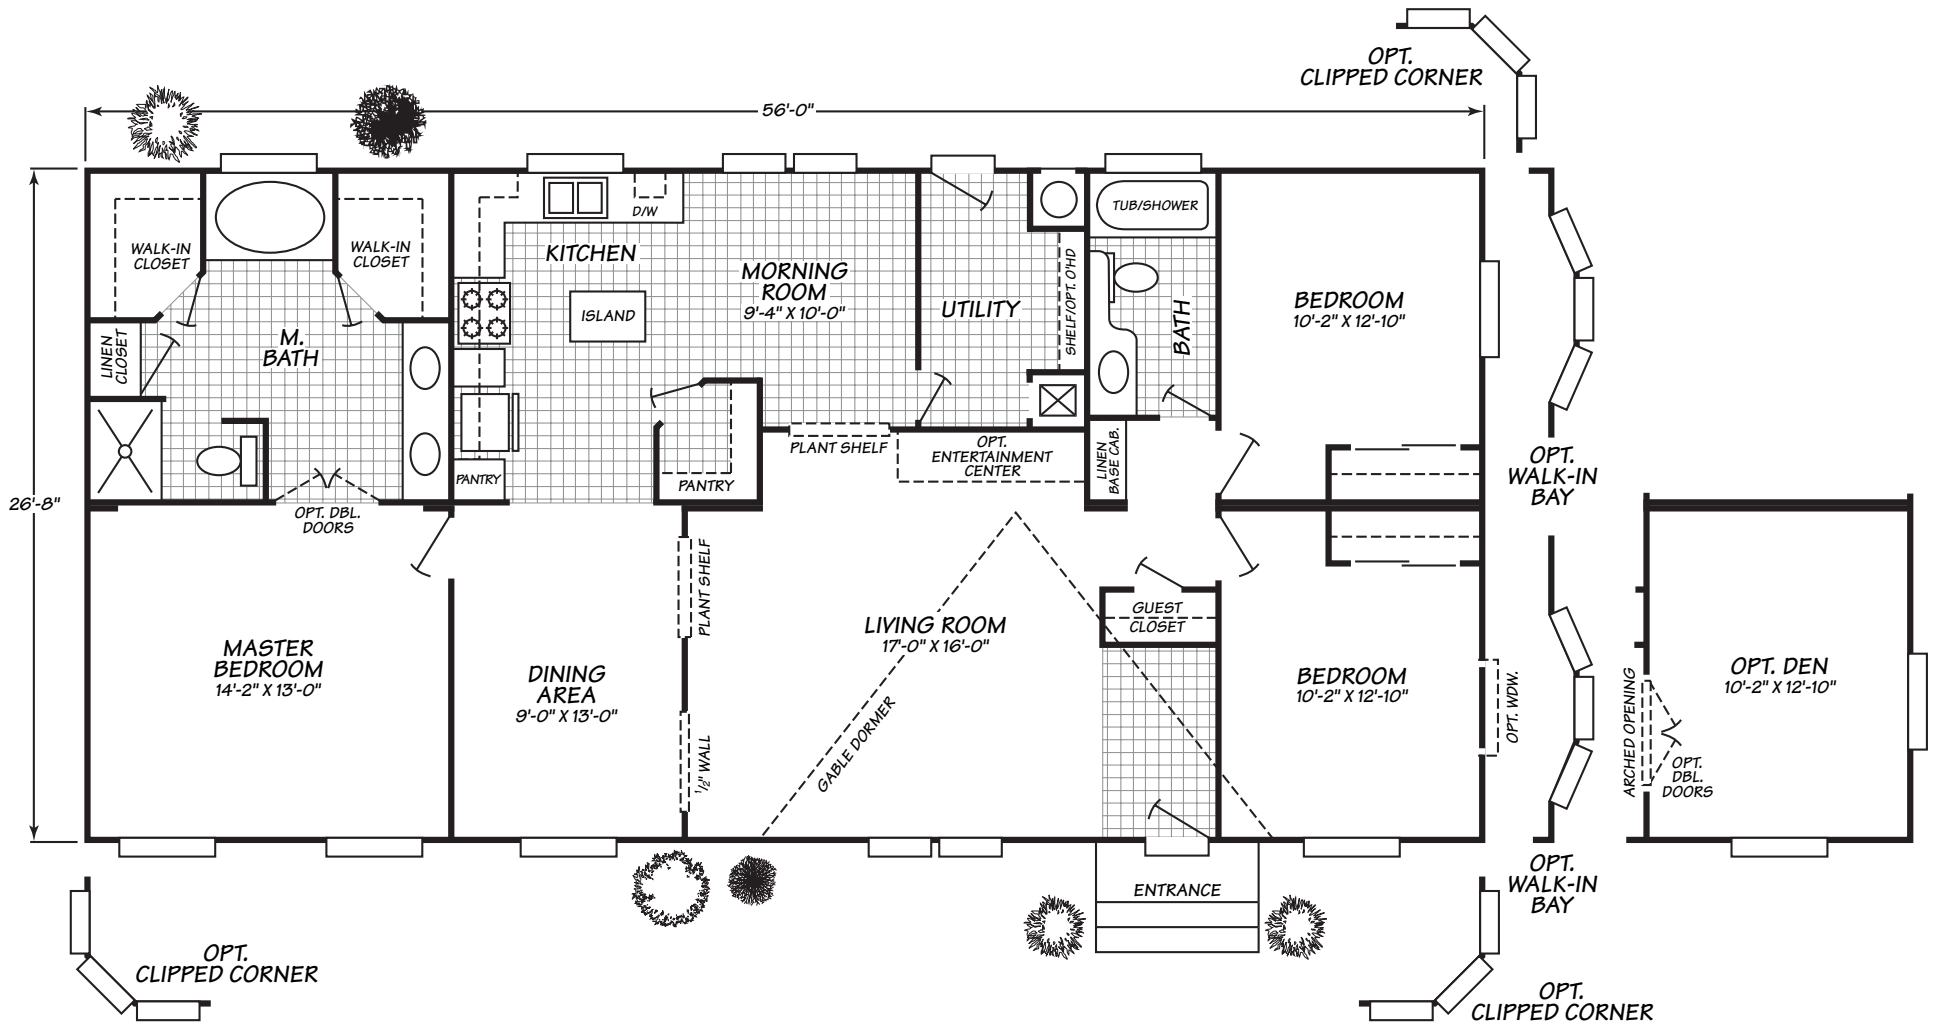 OPT.
CLIPPED CORNER
56'-0"
26'-8"
WALK-IN
CLOSET
WALK-IN
CLOSET
LINEN
CLOSET
M.
BATH
OPT. DBL.
DOORS
KITCHEN
D/W
ISLAND
PANTRY
PANTRY
MORNING
ROOM
9'-4" X 10'-0"
PLANT SHELF
UTILITY
SHELF/OPT. O'HD
OPT.
ENTERTAINMENT
CENTER
TUB/SHOWER
BATH
LINEN
BASE CAB.
BEDROOM
10'-2" X 12'-10"
OPT.
WALK-IN
BAY
MASTER
BEDROOM
14'-2" X 13'-0"
DINING
AREA
9'-0" X 13'-0"
PLANT SHELF
1/2" WALL
LIVING ROOM
17'-0" X 16'-0"
GABLE DORMER
GUEST
CLOSET
BEDROOM
10'-2" X 12'-10"
OPT. WDW.
ARCHED OPENING
OPT.
DBL.
DOORS
OPT. DEN
10'-2" X 12'-10"
ENTRANCE
OPT.
WALK-IN
BAY
OPT.
CLIPPED CORNER
OPT.
CLIPPED CORNER